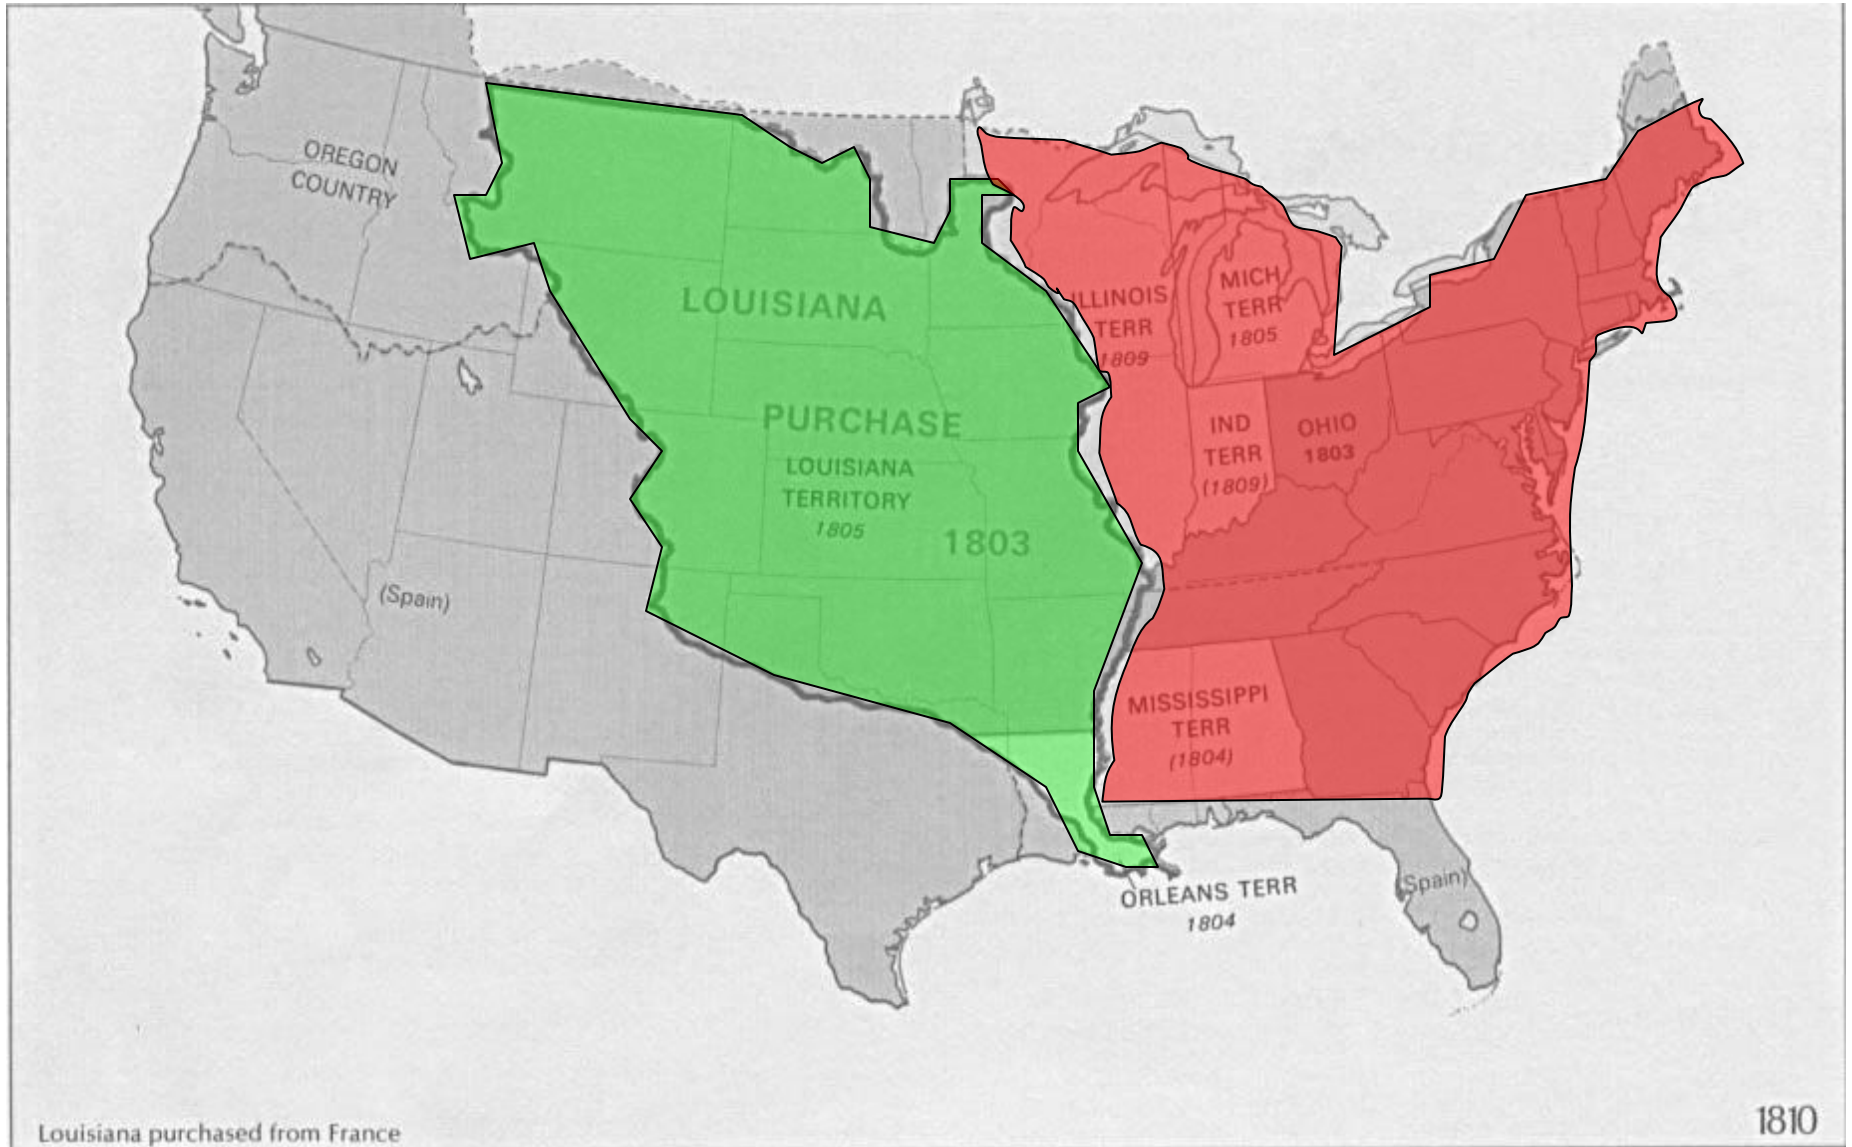 OREGON
COUNTRY
LOUISIANA
PURCHASE
LOUISIANA
TERRITORY
1805
1803
(Spain)
ILLINOIS
TERR
1809
MICH
TERR
1805
IND
TERR
(1809)
OHIO
1803
MISSISSIPPI
TERR
(1804)
ORLEANS TERR
1804
(Spain)
Louisiana purchased from France
1810